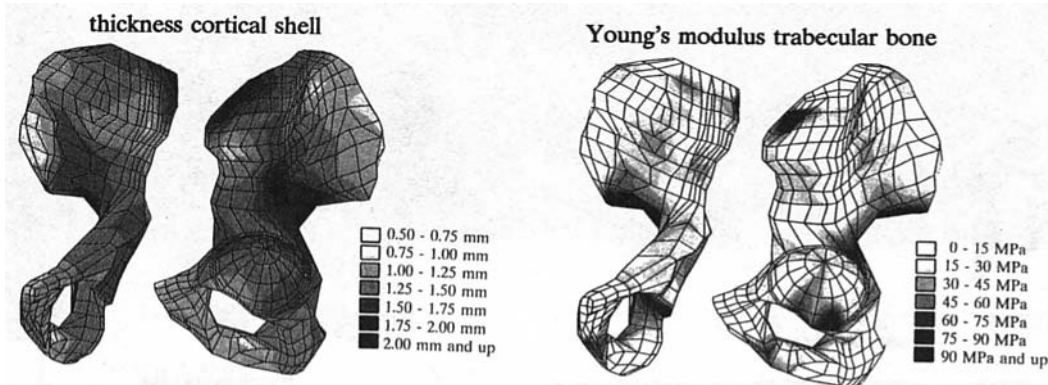 thickness cortical shell
0.50 - 0.75 mm
0.75 - 1.00 mm
1.00 - 1.25 mm
1.25 - 1.50 mm
1.50 - 1.75 mm
1.75 - 2.00 mm
2.00 mm and up
Young's modulus trabecular bone
0 - 15 MPa
15 - 30 MPa
30 - 45 MPa
45 - 60 MPa
60 - 75 MPa
75 - 90 MPa
90 MPa and up